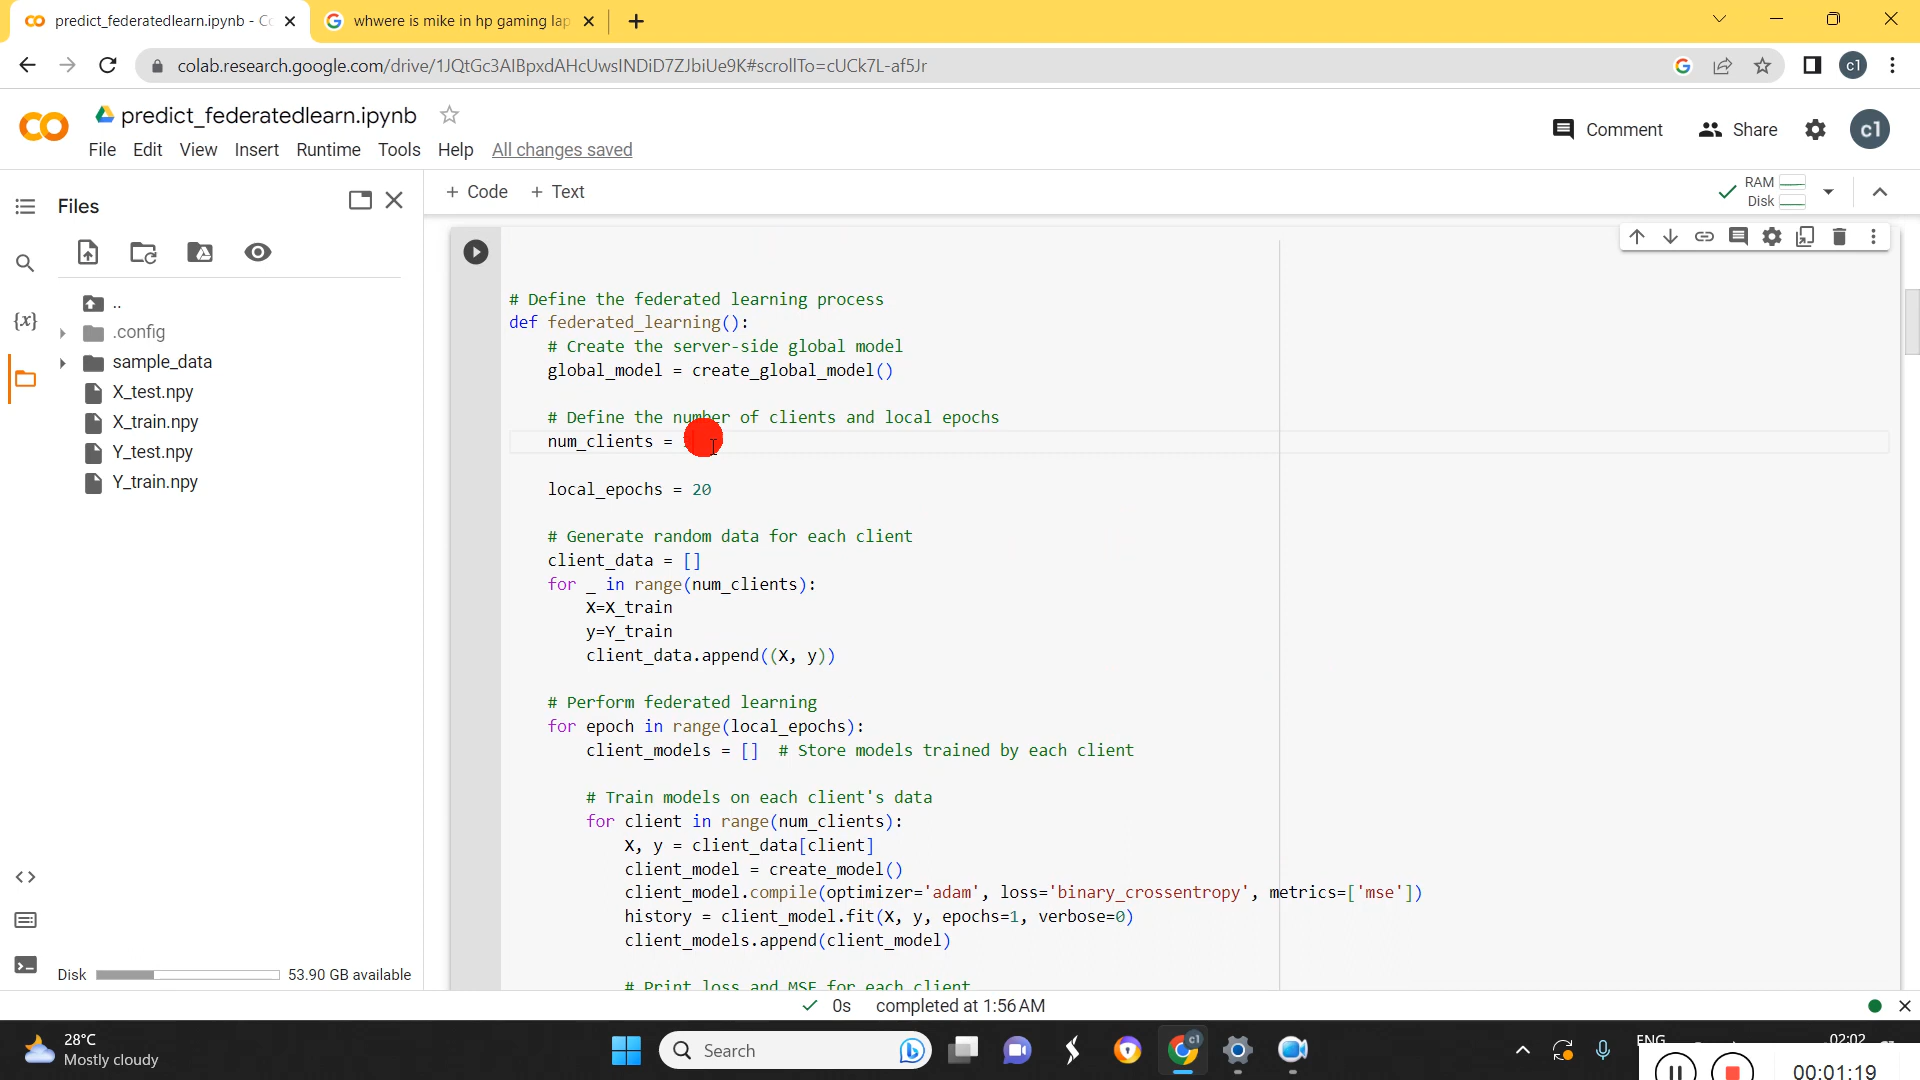 predict_federatedlearn.ipynb - Co
whwere is mike in hp gaming lap
colab.research.google.com/drive/1JQtGc3AIBpxdAHcUwsINDiD7ZJbiUe9K#scrollTo=cUCk7L-af5Jr
c1
predict_federatedlearn.ipynb
Comment
Share
c1
File Edit View Insert Runtime Tools Help All changes saved
Files
+ Code + Text
RAM
Disk
..
.config
sample_data
X_test.npy
X_train.npy
Y_test.npy
Y_train.npy
{x}
# Define the federated learning process
def federated_learning():
# Create the server-side global model
global_model = create_global_model()
# Define the number of clients and local epochs
num_clients =
local_epochs = 20
# Generate random data for each client
client_data = []
for _ in range(num_clients):
X=X_train
y=Y_train
client_data.append((X, y))
# Perform federated learning
for epoch in range(local_epochs):
client_models = [] # Store models trained by each client
# Train models on each client's data
for client in range(num_clients):
X, y = client_data[client]
client_model = create_model()
client_model.compile(optimizer='adam', loss='binary_crossentropy', metrics=['mse'])
history = client_model.fit(X, y, epochs=1, verbose=0)
client_models.append(client_model)
# Print loss and MSE for each client
Disk 53.90 GB available
0s completed at 1:56 AM
28°C
Mostly cloudy
Search
c1
ENG
02:02
00:01:19